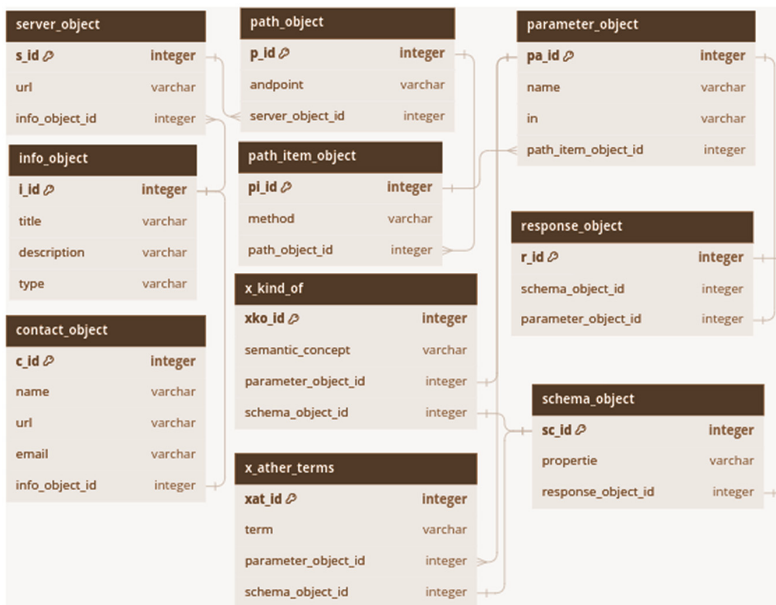 server_object
s_id integer
url varchar
info_object_id integer
info_object
i_id integer
title varchar
description varchar
type varchar
contact_object
c_id integer
name varchar
url varchar
email varchar
info_object_id integer
path_object
p_id integer
andpoint varchar
server_object_id integer
path_item_object
pi_id integer
method varchar
path_object_id integer
x_kind_of
xko_id integer
semantic_concept varchar
parameter_object_id integer
schema_object_id integer
x_ather_terms
xat_id integer
term varchar
parameter_object_id integer
schema_object_id integer
parameter_object
pa_id integer
name varchar
in varchar
path_item_object_id integer
response_object
r_id integer
schema_object_id integer
parameter_object_id integer
schema_object
sc_id integer
propertie varchar
response_object_id integer